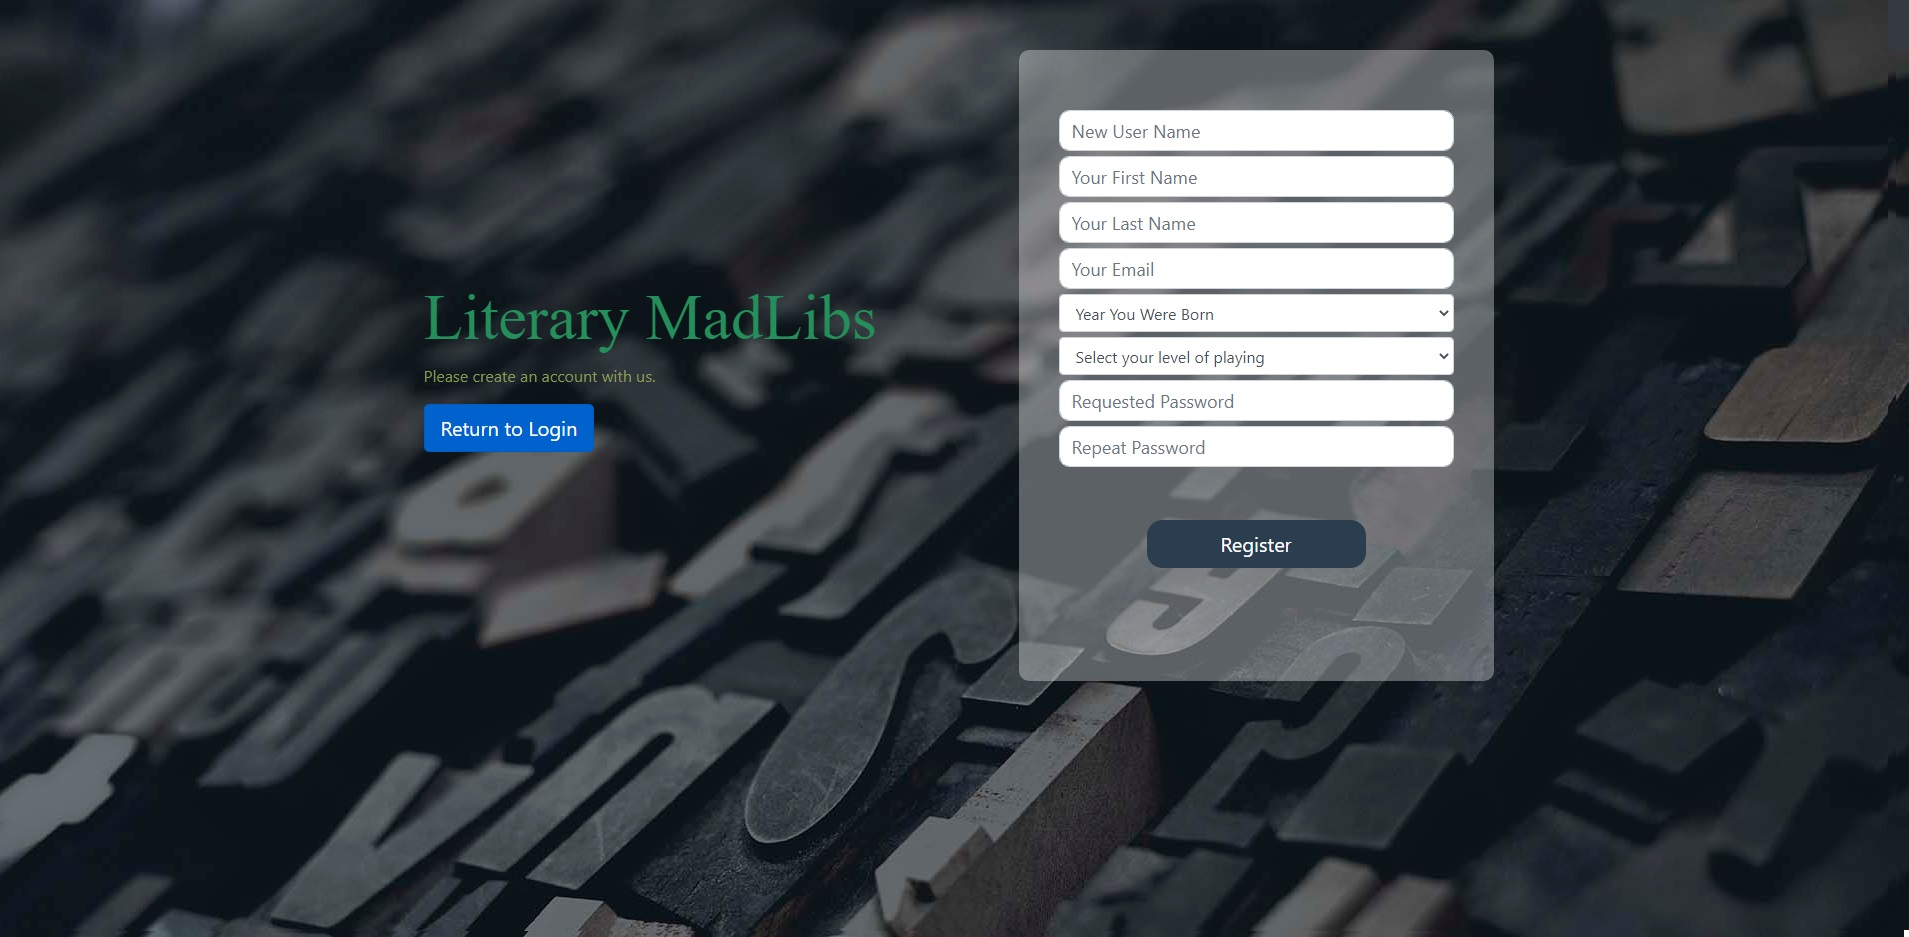 Literary MadLibs
Please create an account with us.
Return to Login
New User Name
Your First Name
Your Last Name
Your Email
Year You Were Born
Select your level of playing
Requested Password
Repeat Password
Register